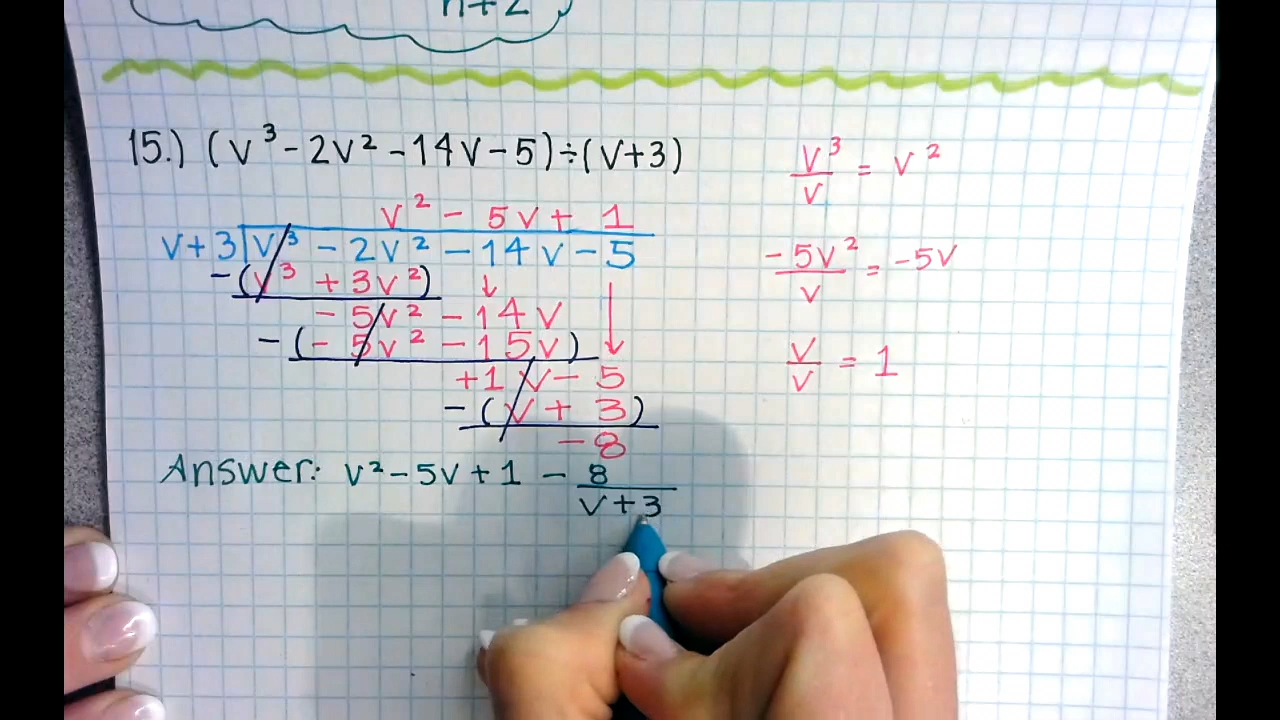 n+2
15.) (v³ - 2v² - 14v - 5) ÷ (v+3)
v² - 5v + 1
v+3 v³ - 2v² - 14v - 5
-(v³ + 3v²) ↓
- 5v² - 14v
-(- 5v² - 15v) ↓
+1v - 5
-(v + 3)
-8
Answer: v² - 5v + 1 - 8/(v+3)
v³/v = v²
-5v²/v = -5v
v/v = 1